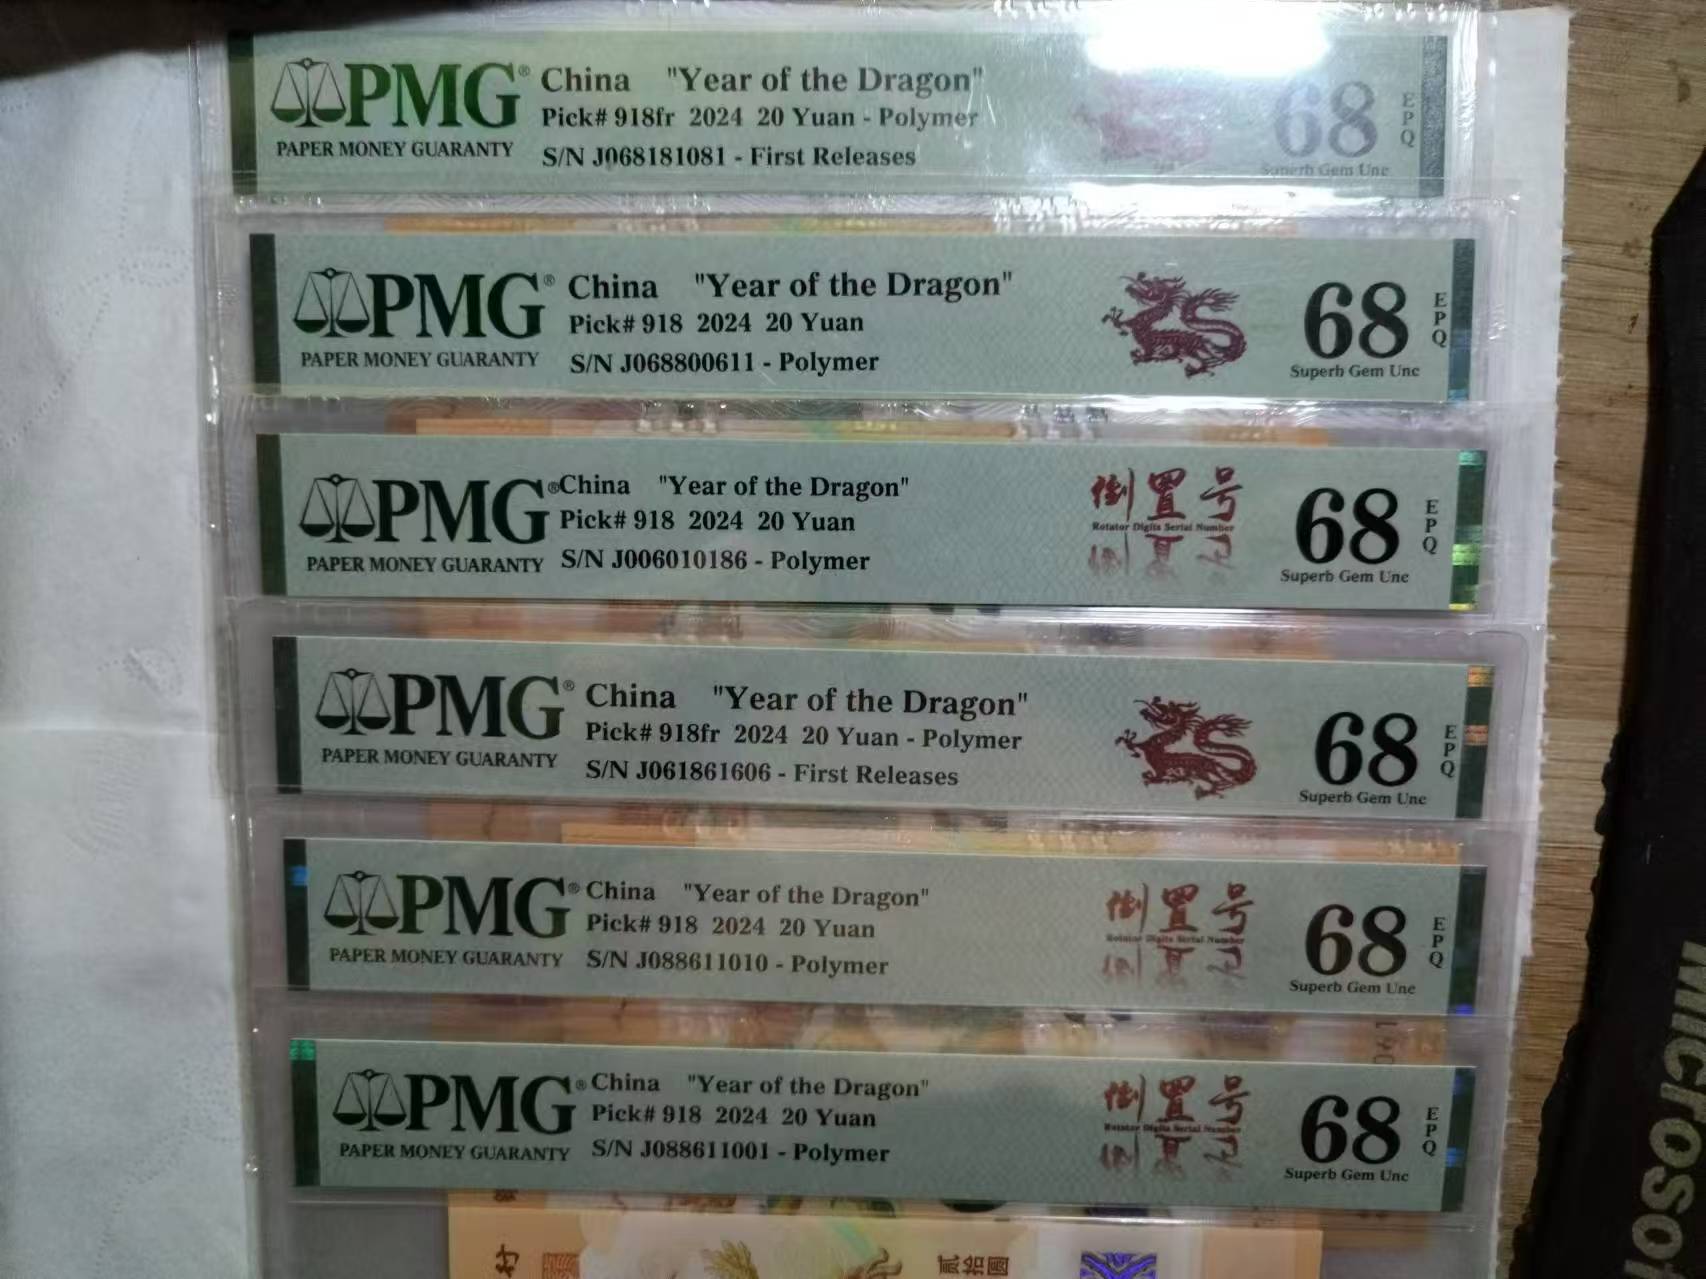 PMG® China "Year of the Dragon"
Pick# 918fr 2024 20 Yuan - Polymer
PAPER MONEY GUARANTY S/N J068181081 - First Releases
68 EPQ
Superb Gem Unc
PMG® China "Year of the Dragon"
Pick# 918 2024 20 Yuan
PAPER MONEY GUARANTY S/N J068800611 - Polymer
68 EPQ
Superb Gem Unc
PMG® China "Year of the Dragon"
Pick# 918 2024 20 Yuan
PAPER MONEY GUARANTY S/N J006010186 - Polymer
倒置号
Rotator Digits Serial Number
68 EPQ
Superb Gem Unc
PMG® China "Year of the Dragon"
Pick# 918fr 2024 20 Yuan - Polymer
PAPER MONEY GUARANTY S/N J061861606 - First Releases
68 EPQ
Superb Gem Unc
PMG® China "Year of the Dragon"
Pick# 918 2024 20 Yuan
PAPER MONEY GUARANTY S/N J088611010 - Polymer
倒置号
Rotator Digits Serial Number
68 EPQ
Superb Gem Unc
PMG® China "Year of the Dragon"
Pick# 918 2024 20 Yuan
PAPER MONEY GUARANTY S/N J088611001 - Polymer
倒置号
Rotator Digits Serial Number
68 EPQ
Superb Gem Unc
貳拾圓
Microsof